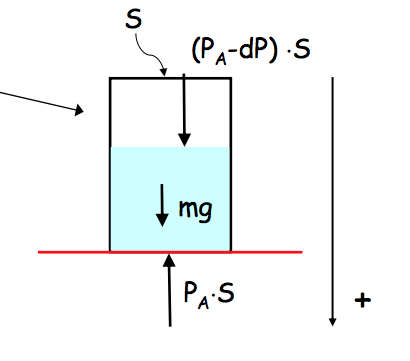 S
(P_A-dP) ·S
mg
P_A·S
+